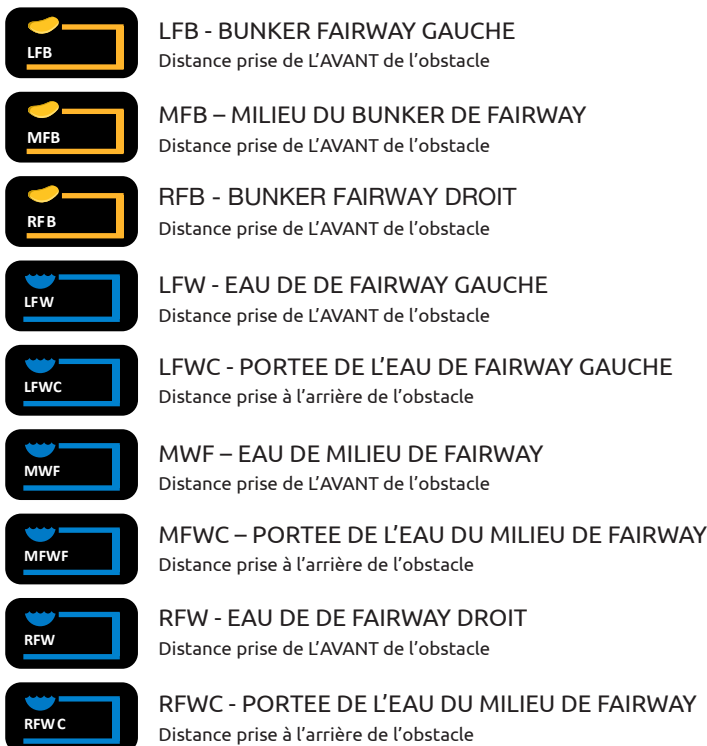 LFB
LFB - BUNKER FAIRWAY GAUCHE
Distance prise de L'AVANT de l'obstacle
MFB
MFB – MILIEU DU BUNKER DE FAIRWAY
Distance prise de L'AVANT de l'obstacle
RFB
RFB - BUNKER FAIRWAY DROIT
Distance prise de L'AVANT de l'obstacle
LFW
LFW - EAU DE DE FAIRWAY GAUCHE
Distance prise de L'AVANT de l'obstacle
LFWC
LFWC - PORTEE DE L'EAU DE FAIRWAY GAUCHE
Distance prise à l'arrière de l'obstacle
MWF
MWF – EAU DE MILIEU DE FAIRWAY
Distance prise de L'AVANT de l'obstacle
MFWF
MFWC – PORTEE DE L'EAU DU MILIEU DE FAIRWAY
Distance prise à l'arrière de l'obstacle
RFW
RFW - EAU DE DE FAIRWAY DROIT
Distance prise de L'AVANT de l'obstacle
RFWC
RFWC - PORTEE DE L'EAU DU MILIEU DE FAIRWAY
Distance prise à l'arrière de l'obstacle